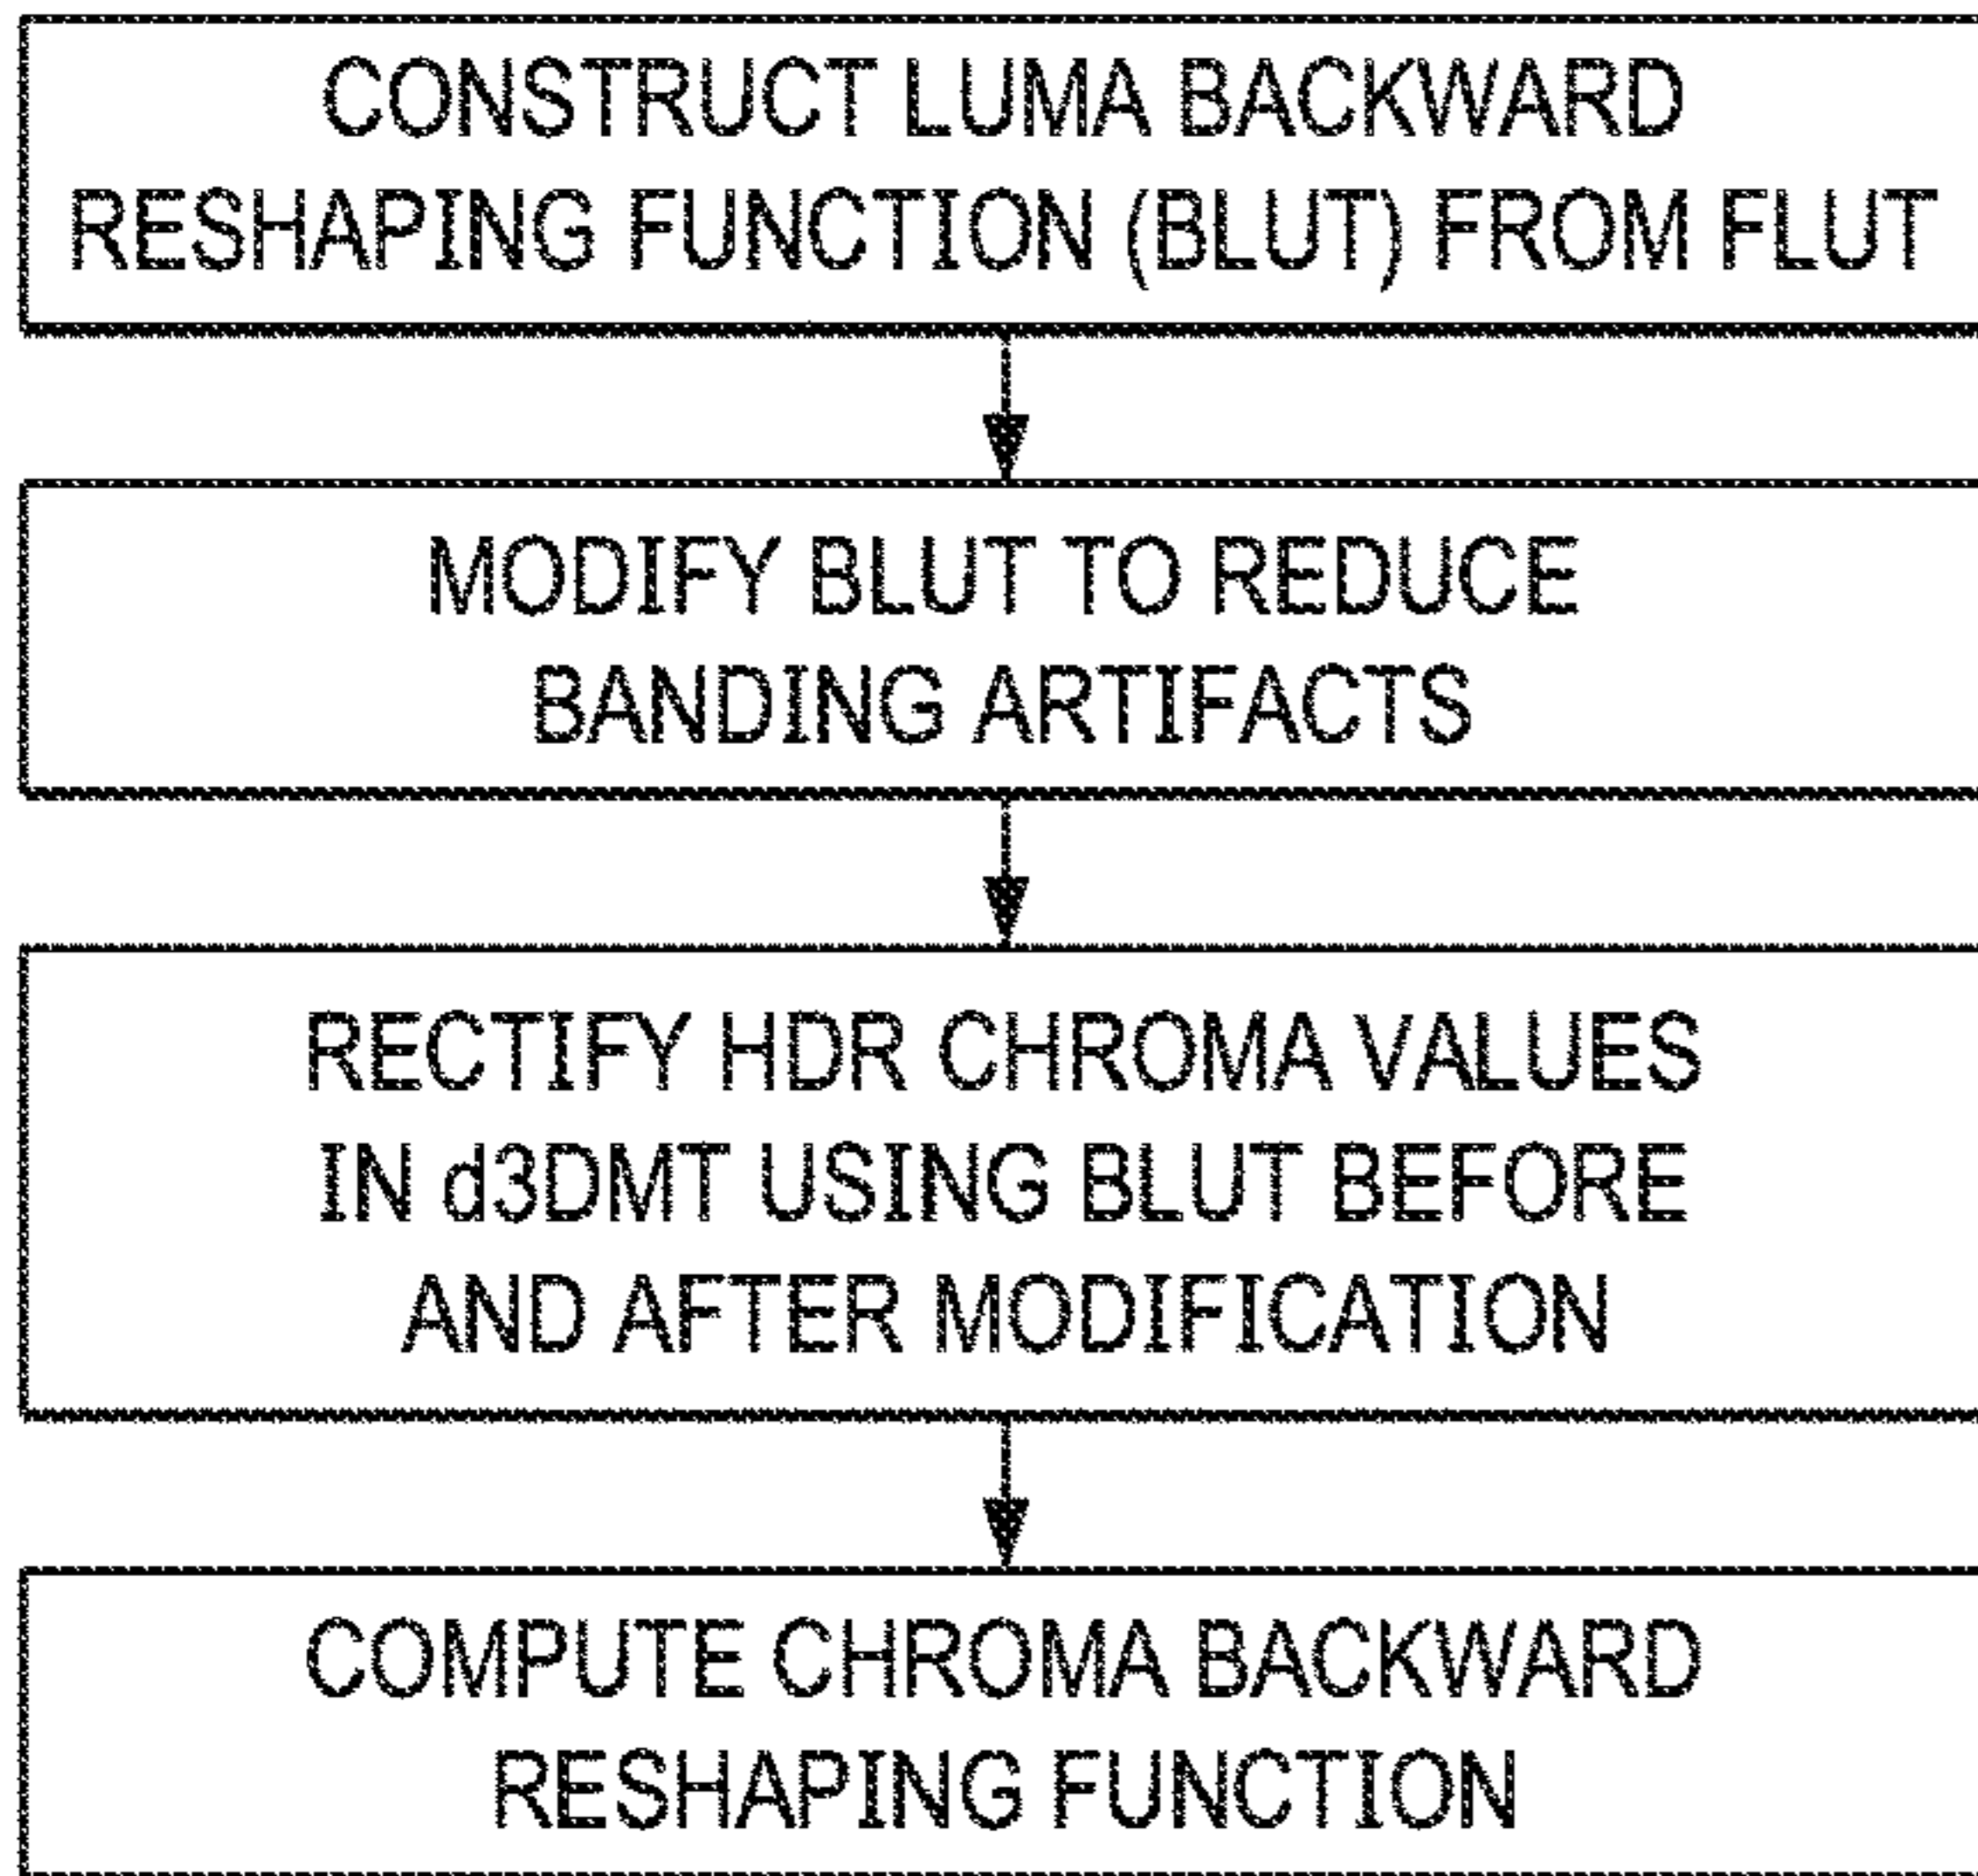 CONSTRUCT LUMA BACKWARD
RESHAPING FUNCTION (BLUT) FROM FLUT
MODIFY BLUT TO REDUCE
BANDING ARTIFACTS
RECTIFY HDR CHROMA VALUES
IN d3DMT USING BLUT BEFORE
AND AFTER MODIFICATION
COMPUTE CHROMA BACKWARD
RESHAPING FUNCTION